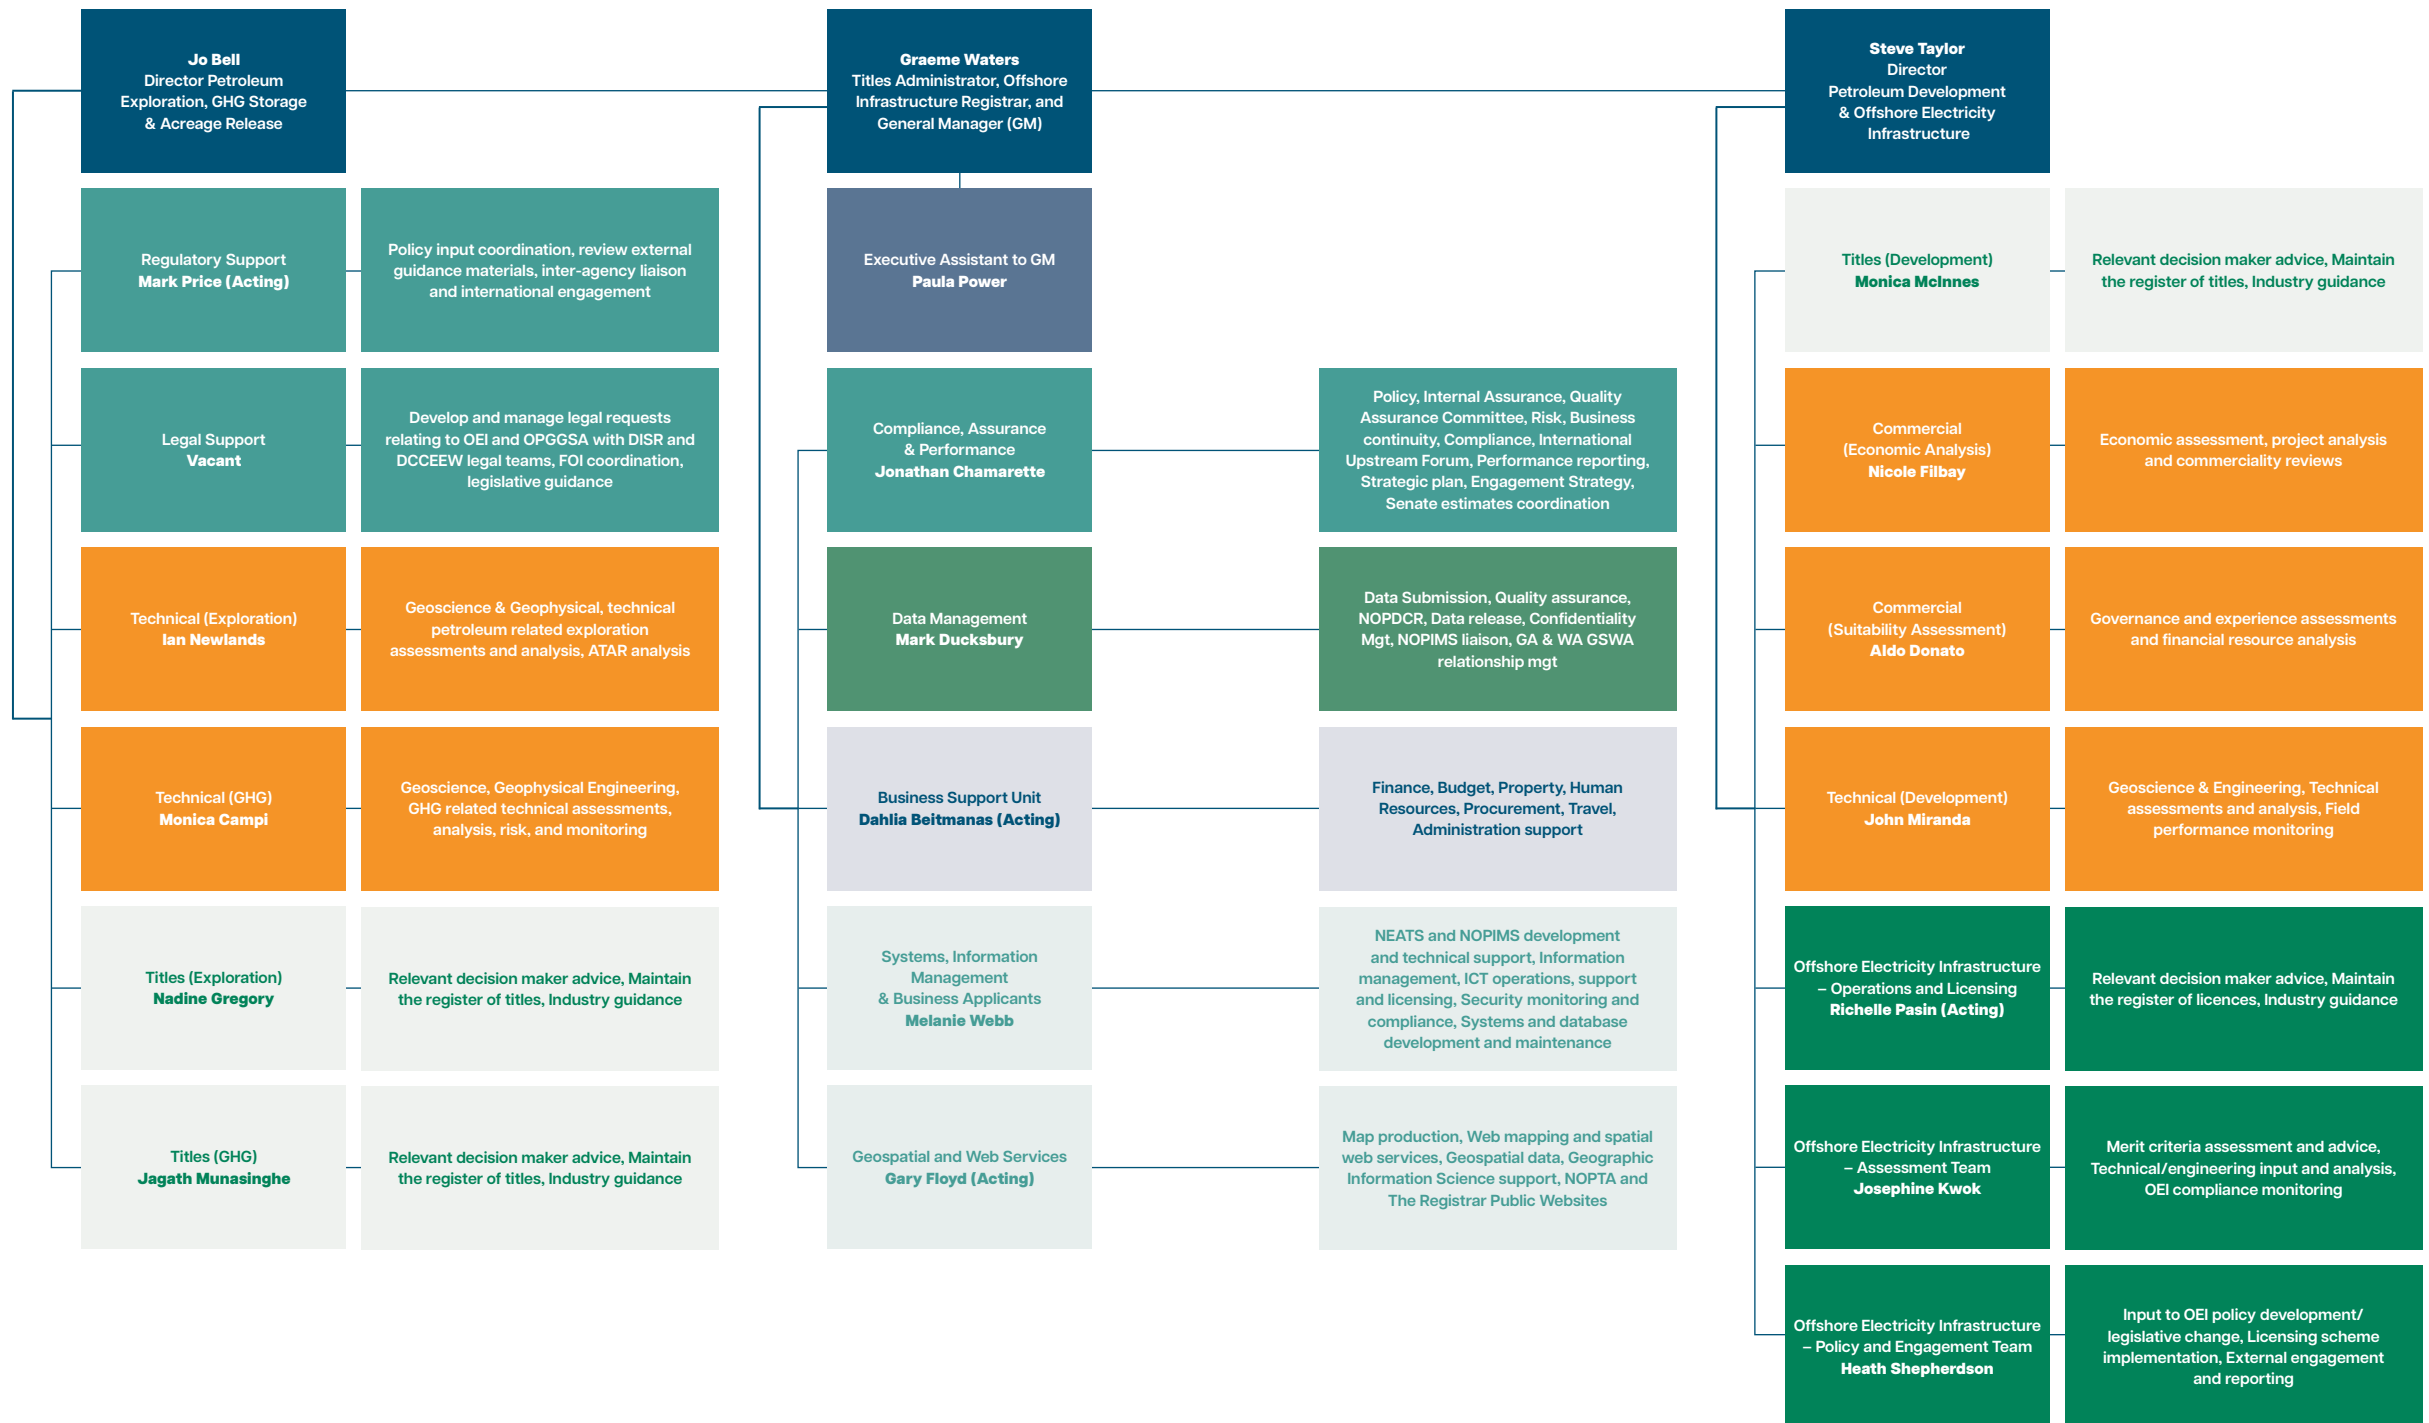 Jo Bell
Director Petroleum
Exploration, GHG Storage
& Acreage Release
Graeme Waters
Titles Administrator, Offshore
Infrastructure Registrar, and
General Manager (GM)
Steve Taylor
Director
Petroleum Development
& Offshore Electricity
Infrastructure
Regulatory Support
Mark Price (Acting)
Policy input coordination, review external
guidance materials, inter-agency liaison
and international engagement
Legal Support
Vacant
Develop and manage legal requests
relating to OEI and OPGGSA with DISR and
DCCEEW legal teams, FOI coordination,
legislative guidance
Technical (Exploration)
Ian Newlands
Geoscience & Geophysical, technical
petroleum related exploration
assessments and analysis, ATAR analysis
Technical (GHG)
Monica Campi
Geoscience, Geophysical Engineering,
GHG related technical assessments,
analysis, risk, and monitoring
Titles (Exploration)
Nadine Gregory
Relevant decision maker advice, Maintain
the register of titles, Industry guidance
Titles (GHG)
Jagath Munasinghe
Relevant decision maker advice, Maintain
the register of titles, Industry guidance
Executive Assistant to GM
Paula Power
Compliance, Assurance
& Performance
Jonathan Chamarette
Policy, Internal Assurance, Quality
Assurance Committee, Risk, Business
continuity, Compliance, International
Upstream Forum, Performance reporting,
Strategic plan, Engagement Strategy,
Senate estimates coordination
Data Management
Mark Ducksbury
Data Submission, Quality assurance,
NOPDCR, Data release, Confidentiality
Mgt, NOPIMS liaison, GA & WA GSWA
relationship mgt
Business Support Unit
Dahlia Beitmanas (Acting)
Finance, Budget, Property, Human
Resources, Procurement, Travel,
Administration support
Systems, Information
Management
& Business Applicants
Melanie Webb
NEATS and NOPIMS development
and technical support, Information
management, ICT operations, support
and licensing, Security monitoring and
compliance, Systems and database
development and maintenance
Geospatial and Web Services
Gary Floyd (Acting)
Map production, Web mapping and spatial
web services, Geospatial data, Geographic
Information Science support, NOPTA and
The Registrar Public Websites
Titles (Development)
Monica McInnes
Relevant decision maker advice, Maintain
the register of titles, Industry guidance
Commercial
(Economic Analysis)
Nicole Filbay
Economic assessment, project analysis
and commerciality reviews
Commercial
(Suitability Assessment)
Aldo Donato
Governance and experience assessments
and financial resource analysis
Technical (Development)
John Miranda
Geoscience & Engineering, Technical
assessments and analysis, Field
performance monitoring
Offshore Electricity Infrastructure
– Operations and Licensing
Richelle Pasin (Acting)
Relevant decision maker advice, Maintain
the register of licences, Industry guidance
Offshore Electricity Infrastructure
– Assessment Team
Josephine Kwok
Merit criteria assessment and advice,
Technical/engineering input and analysis,
OEI compliance monitoring
Offshore Electricity Infrastructure
– Policy and Engagement Team
Heath Shepherdson
Input to OEI policy development/
legislative change, Licensing scheme
implementation, External engagement
and reporting